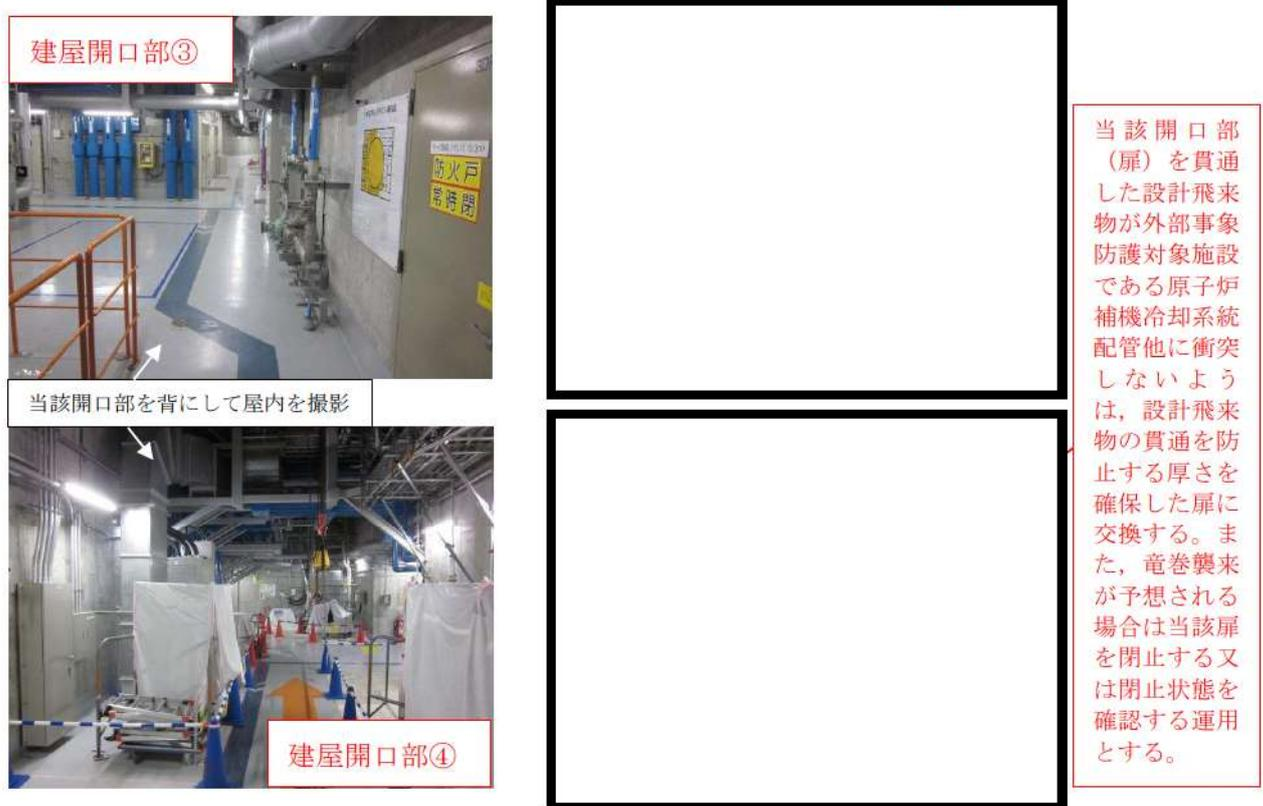 建屋開口部③
防火戸
常時閉
当該開口部を背にして屋内を撮影
建屋開口部④
当該開口部
（扉）を貫通
した設計飛来
物が外部事象
防護対象施設
である原子炉
補機冷却系統
配管他に衝突
しないよう
は，設計飛来
物の貫通を防
止する厚さを
確保した扉に
交換する。ま
た，竜巻襲来
が予想される
場合は当該扉
を閉止する又
は閉止状態を
確認する運用
とする。